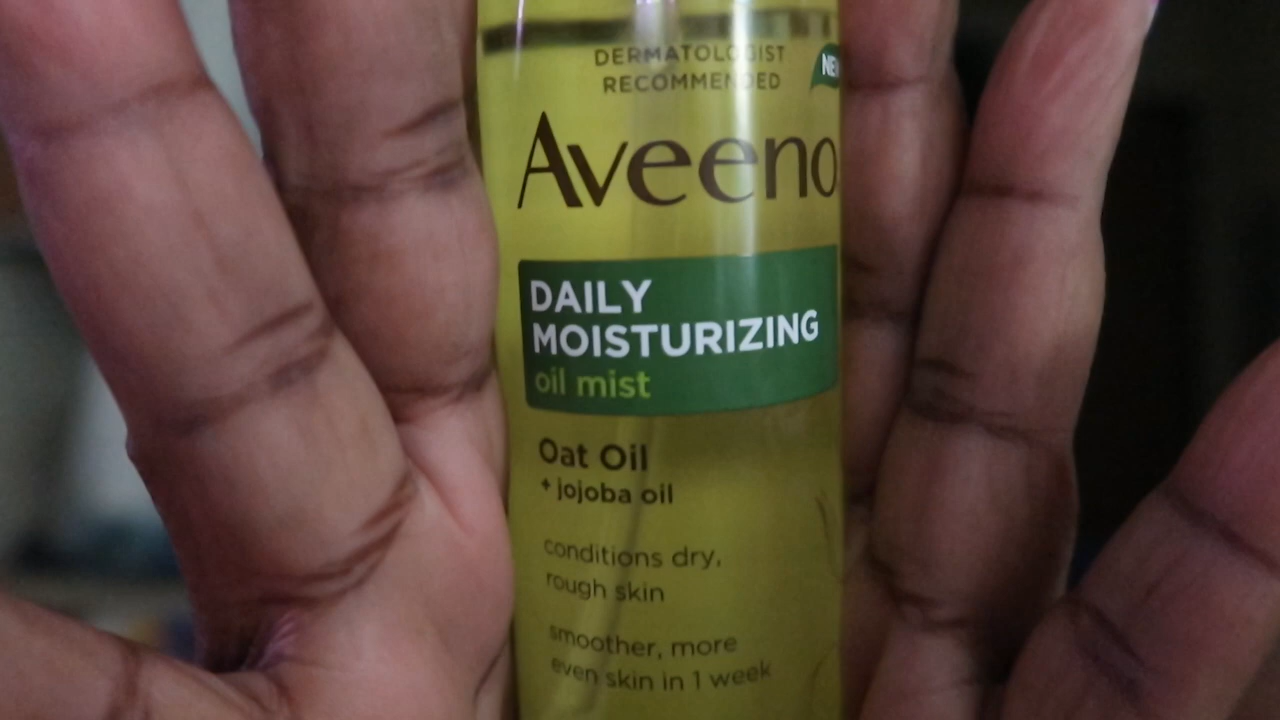 DERMATOLOGIST
RECOMMENDED
Aveeno
DAILY
MOISTURIZING
oil mist
Oat Oil
+ jojoba oil
conditions dry,
rough skin
smoother, more
even skin in 1 week